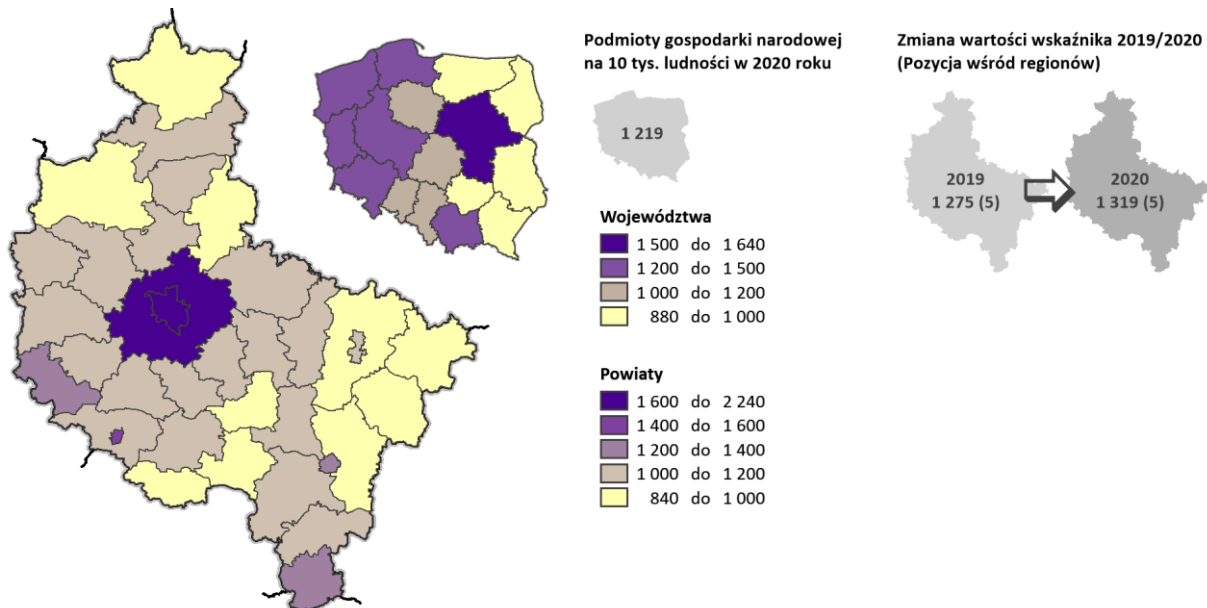 Podmioty gospodarki narodowej
na 10 tys. ludności w 2020 roku
1 219
Województwa
1 500 do 1 640
1 200 do 1 500
1 000 do 1 200
880 do 1 000
Powiaty
1 600 do 2 240
1 400 do 1 600
1 200 do 1 400
1 000 do 1 200
840 do 1 000
Zmiana wartości wskaźnika 2019/2020
(Pozycja wśród regionów)
2019
1 275 (5)
2020
1 319 (5)